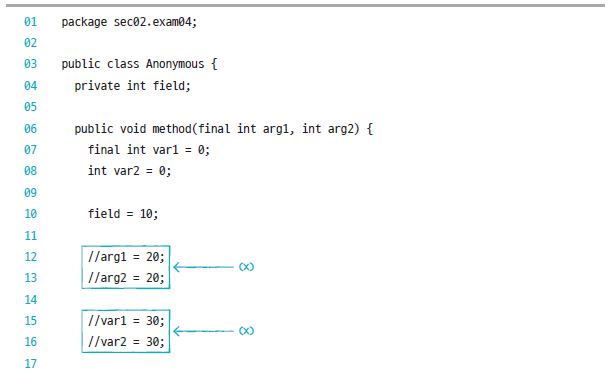 01 package sec02.exam04;
02
03 public class Anonymous {
04   private int field;
05
06   public void method(final int arg1, int arg2) {
07     final int var1 = 0;
08     int var2 = 0;
09
10     field = 10;
11
12     //arg1 = 20;
13     //arg2 = 20; (x)
14
15     //var1 = 30;
16     //var2 = 30; (x)
17